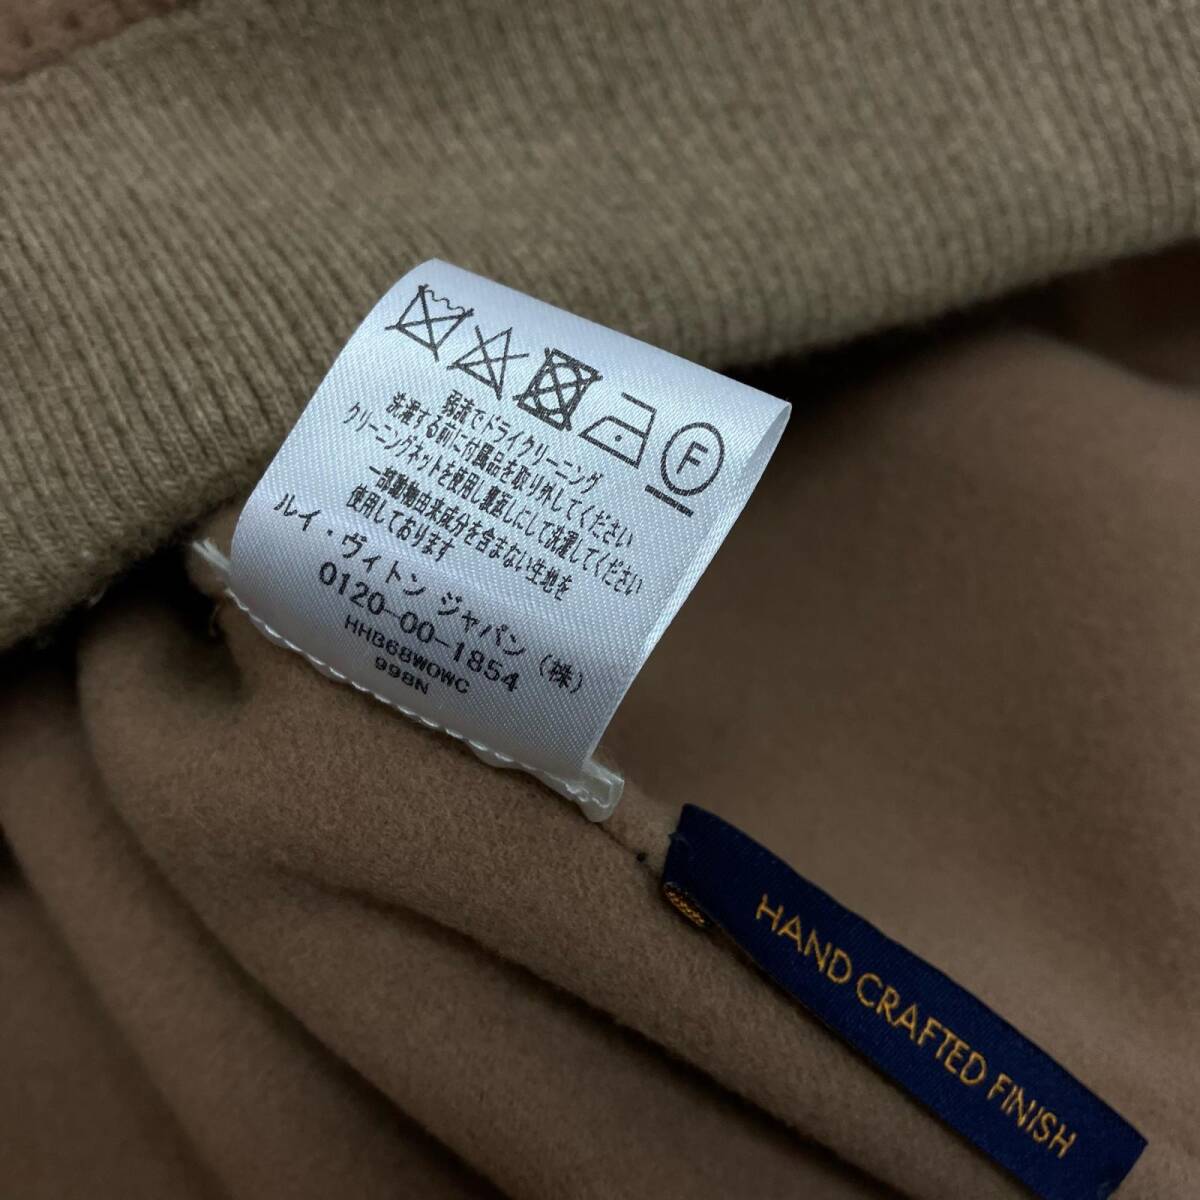 F
弱流でドライクリーニング
洗濯する前に付属品を取り外してください
クリーニングネットを使用し裏返しにして洗濯してください
一部動物由来成分を含まない生地を
使用しております
ルイ・ヴィトン ジャパン (株)
0120-00-1854
HHB68WOWC
998N
HAND CRAFTED FINISH